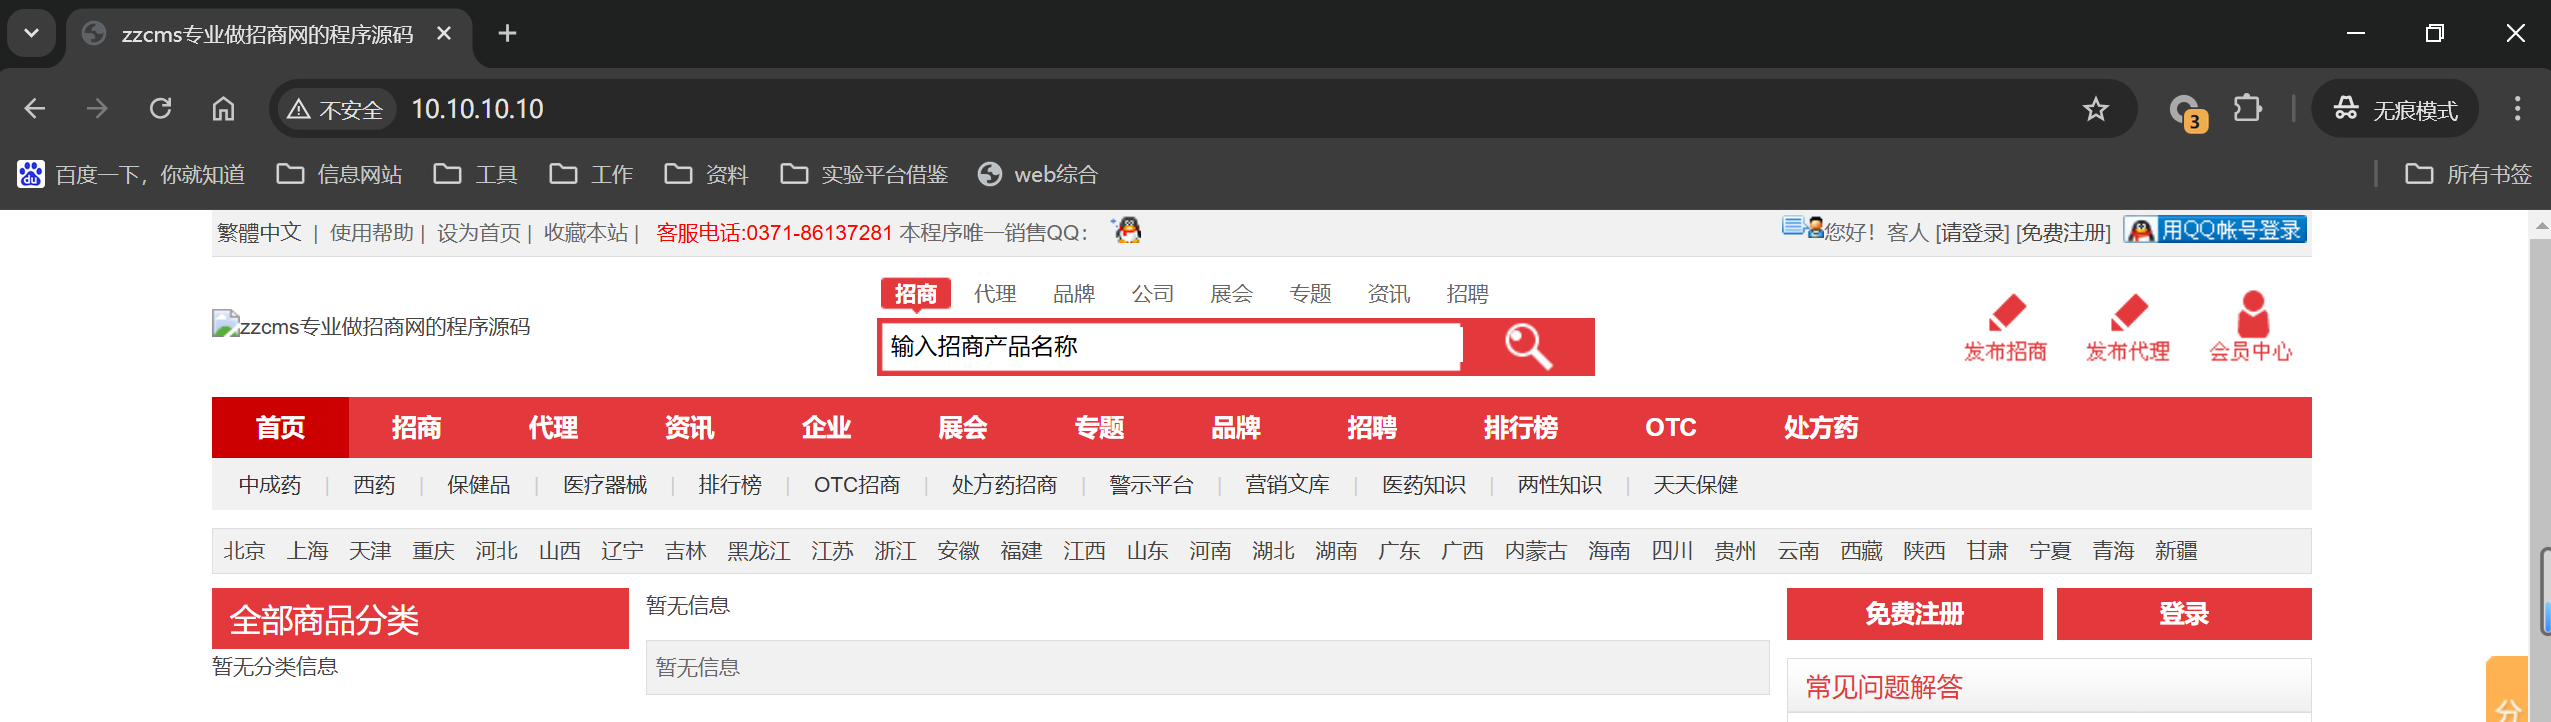 zzcms专业做招商网的程序源码
不安全 10.10.10.10 3 无痕模式
百度一下，你就知道 信息网站 工具 工作 资料 实验平台借鉴 web综合 所有书签
繁體中文 | 使用帮助 | 设为首页 | 收藏本站 | 客服电话:0371-86137281 本程序唯一销售QQ： 您好！客人 [请登录] [免费注册] 用QQ帐号登录
招商 代理 品牌 公司 展会 专题 资讯 招聘
zzcms专业做招商网的程序源码 输入招商产品名称 发布招商 发布代理 会员中心
首页 招商 代理 资讯 企业 展会 专题 品牌 招聘 排行榜 OTC 处方药
中成药 | 西药 | 保健品 | 医疗器械 | 排行榜 | OTC招商 | 处方药招商 | 警示平台 | 营销文库 | 医药知识 | 两性知识 | 天天保健
北京 上海 天津 重庆 河北 山西 辽宁 吉林 黑龙江 江苏 浙江 安徽 福建 江西 山东 河南 湖北 湖南 广东 广西 内蒙古 海南 四川 贵州 云南 西藏 陕西 甘肃 宁夏 青海 新疆
全部商品分类 暂无信息 免费注册 登录
暂无分类信息 暂无信息 常见问题解答
分